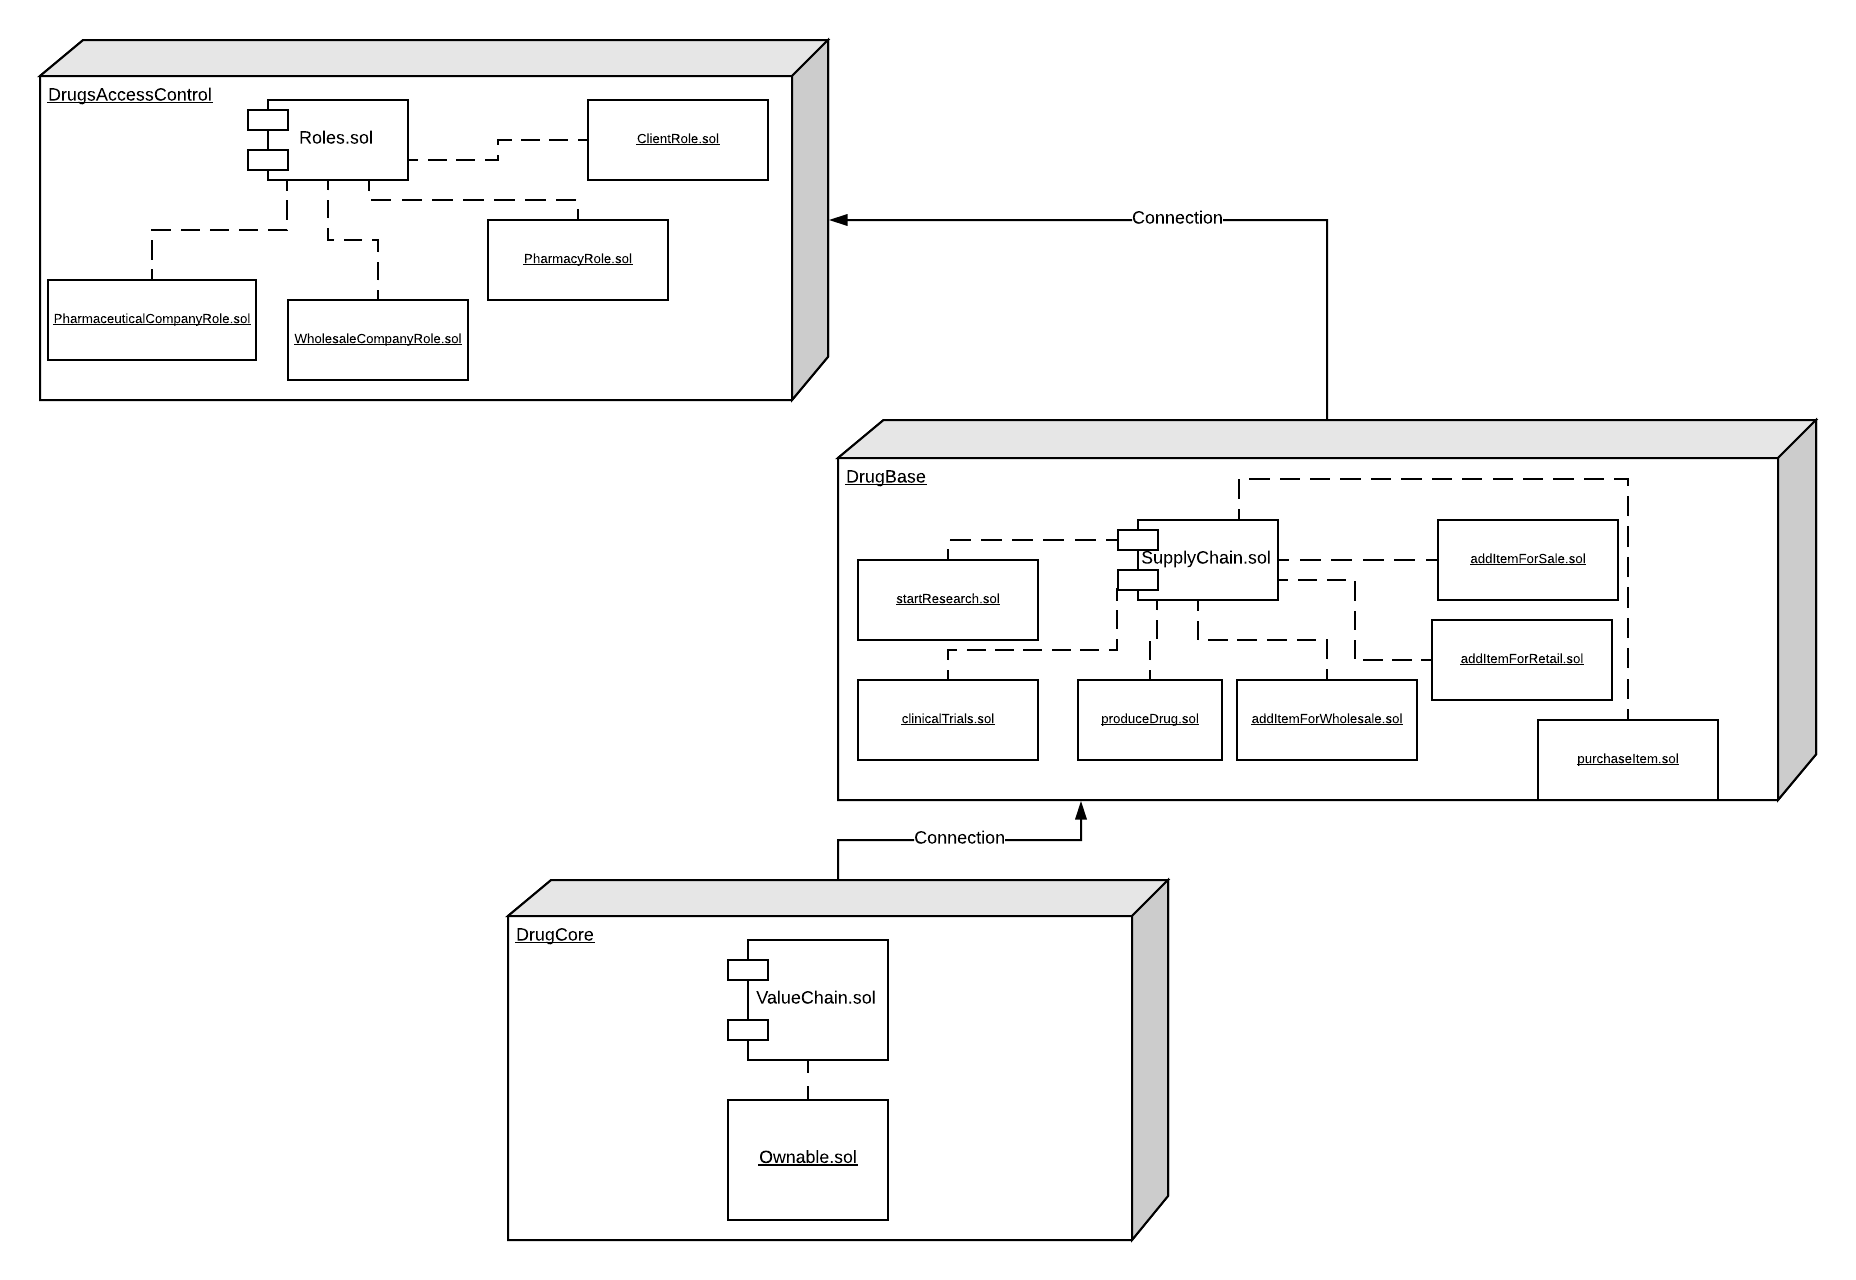 DrugsAccessControl
Roles.sol
ClientRole.sol
PharmacyRole.sol
PharmaceuticalCompanyRole.sol
WholesaleCompanyRole.sol
Connection
DrugBase
SupplyChain.sol
addItemForSale.sol
startResearch.sol
addItemForRetail.sol
clinicalTrials.sol
produceDrug.sol
addItemForWholesale.sol
purchaseItem.sol
Connection
DrugCore
ValueChain.sol
Ownable.sol